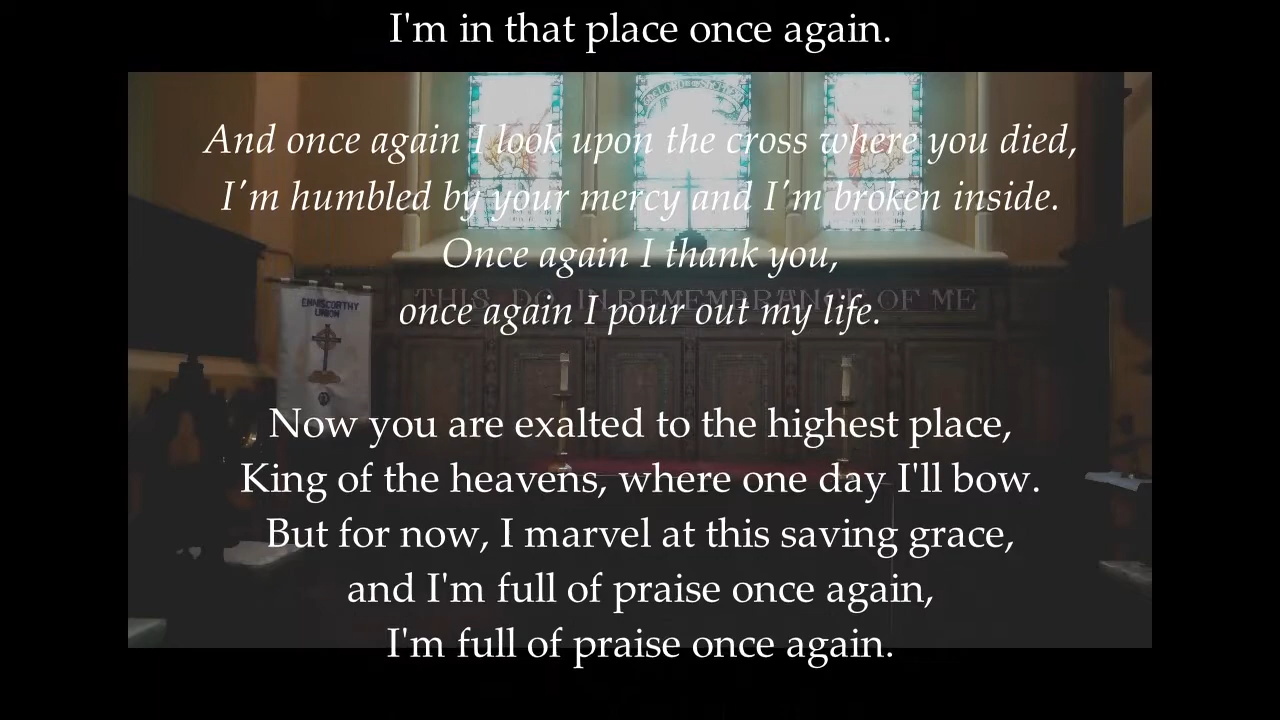 I'm in that place once again.
And once again I look upon the cross where you died,
I'm humbled by your mercy and I'm broken inside.
Once again I thank you,
THIS DO IN REMEMBRANCE OF ME
ENNISCORTHY
UNION
once again I pour out my life.
Now you are exalted to the highest place,
King of the heavens, where one day I'll bow.
But for now, I marvel at this saving grace,
and I'm full of praise once again,
I'm full of praise once again.